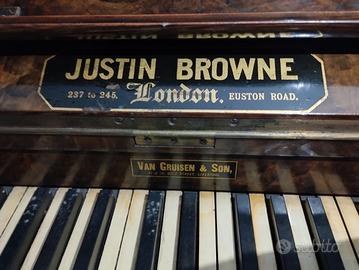 JUSTIN BROWNE
237 to 245, London, EUSTON ROAD.
VAN GRUISEN & SON,
subito